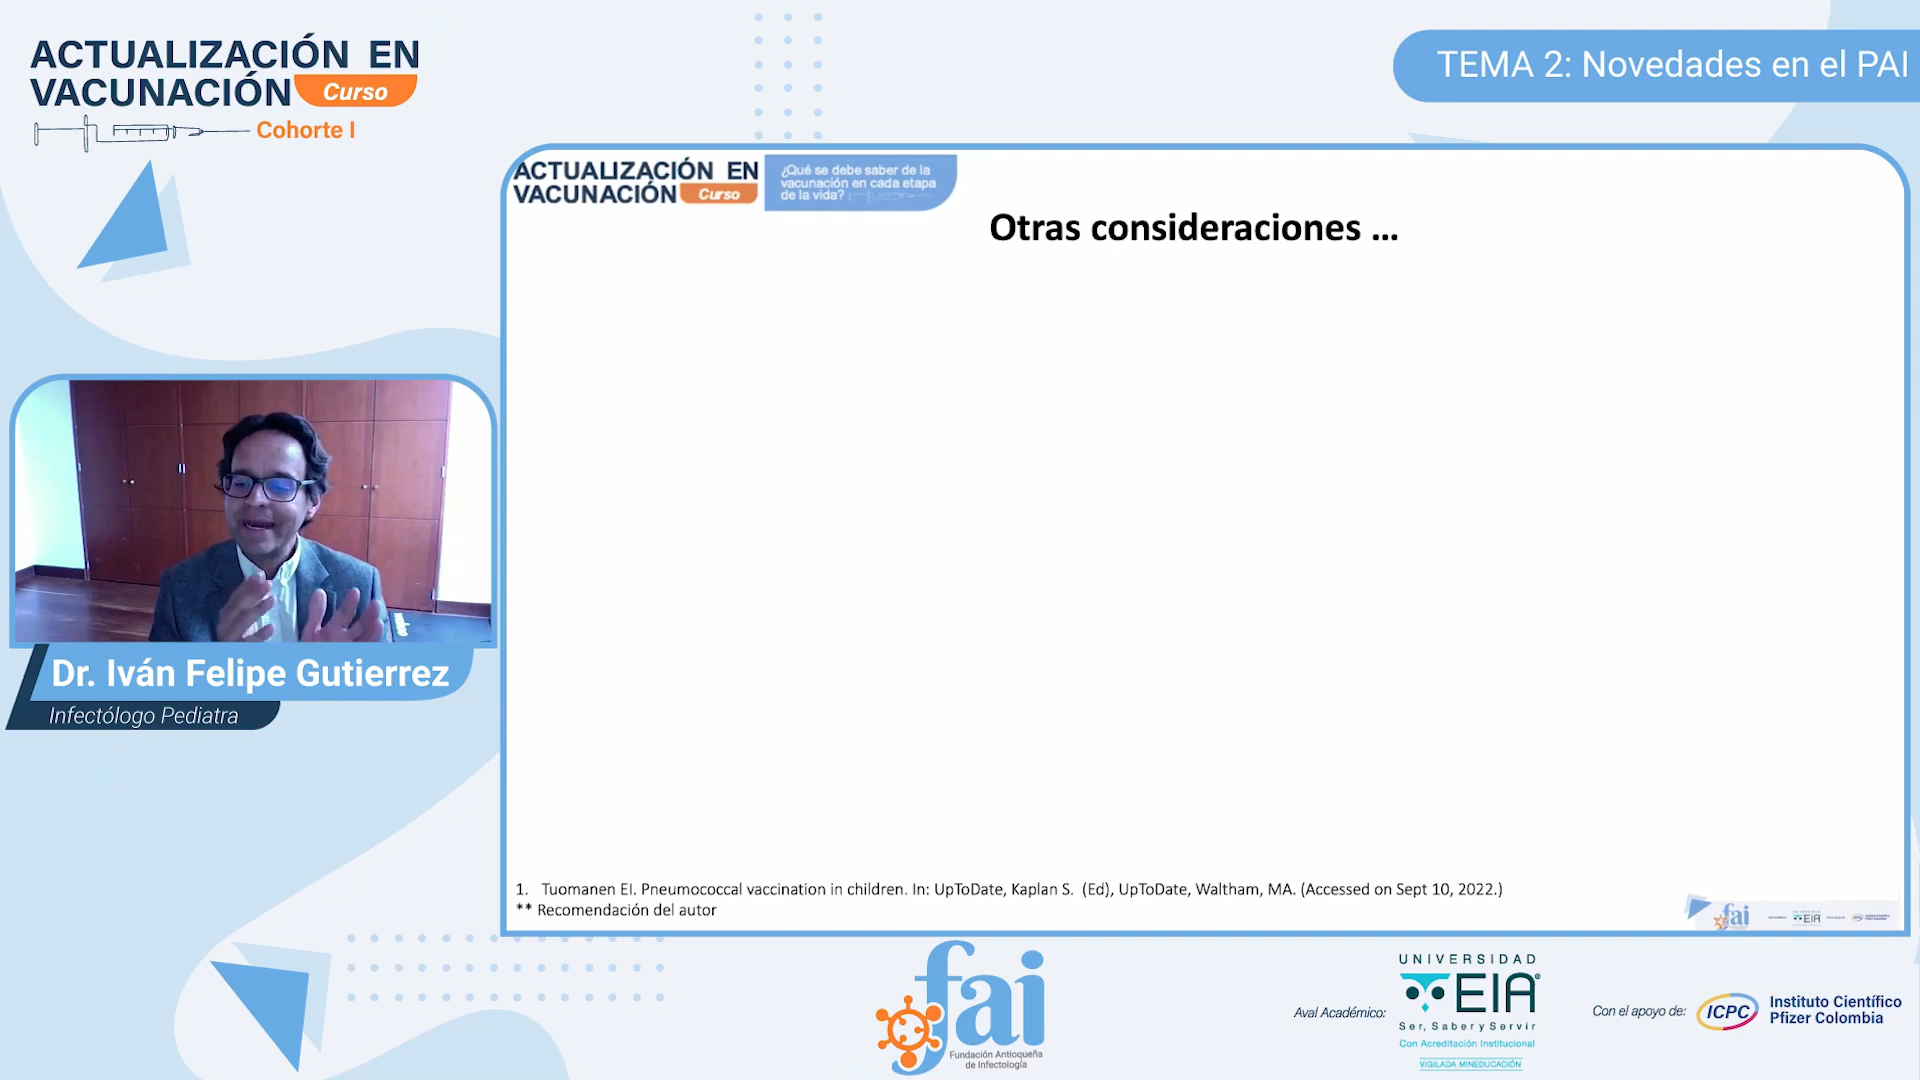 ACTUALIZACIÓN EN
VACUNACIÓN Curso
Cohorte I
TEMA 2: Novedades en el PAI
ACTUALIZACIÓN EN
VACUNACIÓN Curso
¿Qué se debe saber de la
vacunación en cada etapa
de la vida?
Otras consideraciones ...
Dr. Iván Felipe Gutierrez
Infectólogo Pediatra
1. Tuomanen EI. Pneumococcal vaccination in children. In: UpToDate, Kaplan S. (Ed), UpToDate, Waltham, MA. (Accessed on Sept 10, 2022.)
** Recomendación del autor
fai
EIA
fai
Fundación Antioqueña
de Infectología
Aval Académico:
UNIVERSIDAD
EIA
Ser, Saber y Servir
Con Acreditación Institucional
VIGILADA MINEDUCACIÓN
Con el apoyo de:
ICPC
Instituto Científico
Pfizer Colombia